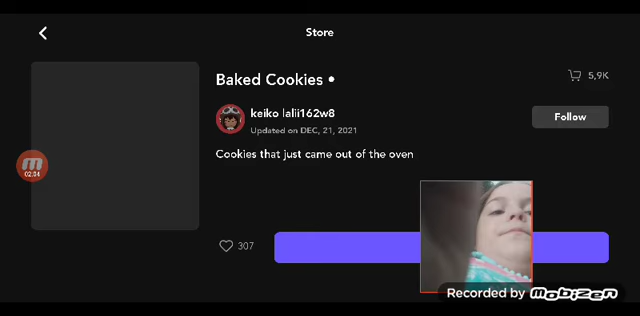 Store
Baked Cookies •
5,9K
keiko lalii162w8
Updated on DEC, 21, 2021
Follow
Cookies that just came out of the oven
02:34
307
Recorded by mobizen